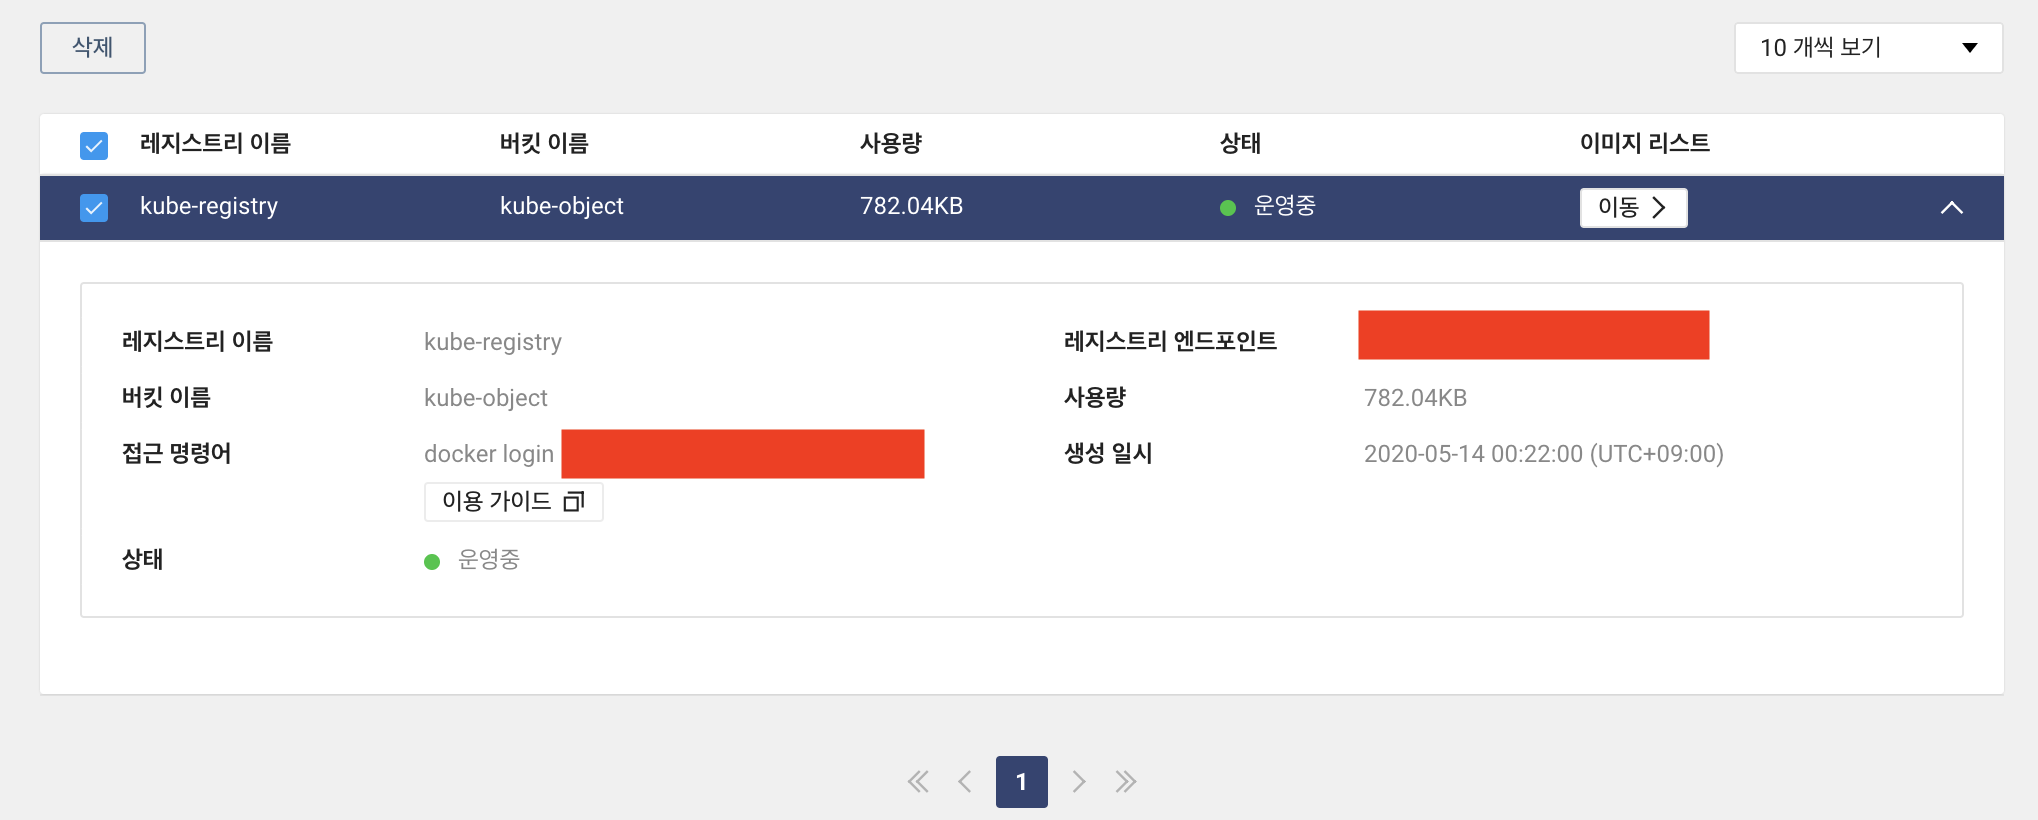 삭제
10 개씩 보기
레지스트리 이름 버킷 이름 사용량 상태 이미지 리스트
kube-registry kube-object 782.04KB 운영중 이동
레지스트리 이름 kube-registry 레지스트리 엔드포인트
버킷 이름 kube-object 사용량 782.04KB
접근 명령어 docker login 생성 일시 2020-05-14 00:22:00 (UTC+09:00)
이용 가이드
상태 운영중
1